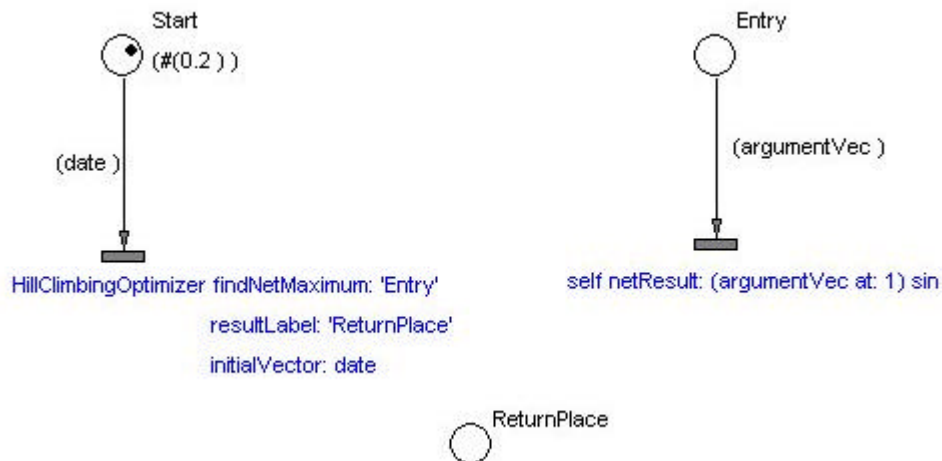 Start
(#(0.2 ) )
(date )
HillClimbingOptimizer findNetMaximum: 'Entry'
resultLabel: 'ReturnPlace'
initialVector: date
Entry
(argumentVec )
self netResult: (argumentVec at: 1) sin
ReturnPlace